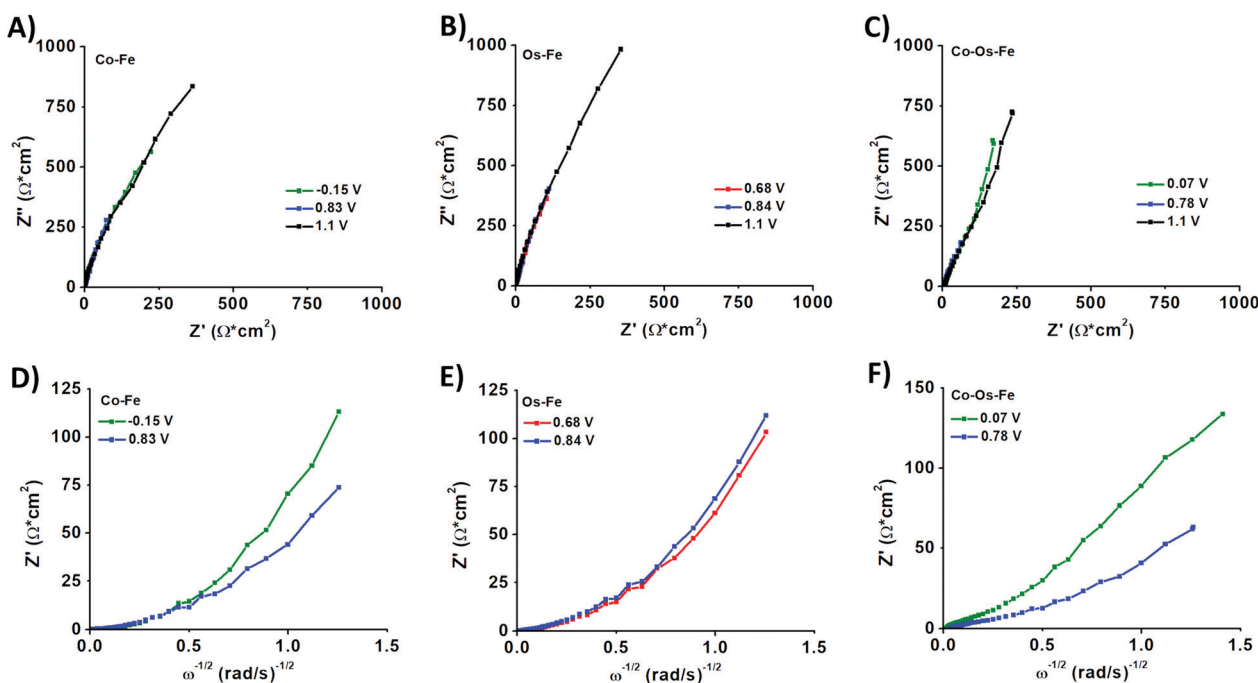 A)
Co-Fe
Z'' (Ω*cm²)
1000
750
500
250
0
-0.15 V
0.83 V
1.1 V
0 250 500 750 1000
Z' (Ω*cm²)
B)
Os-Fe
Z'' (Ω*cm²)
1000
750
500
250
0
0.68 V
0.84 V
1.1 V
0 250 500 750 1000
Z' (Ω*cm²)
C)
Co-Os-Fe
Z'' (Ω*cm²)
1000
750
500
250
0
0.07 V
0.78 V
1.1 V
0 250 500 750 1000
Z' (Ω*cm²)
D)
Co-Fe
-0.15 V
0.83 V
Z' (Ω*cm²)
125
100
75
50
25
0
0.0 0.5 1.0 1.5
ω⁻¹/² (rad/s)⁻¹/²
E)
Os-Fe
0.68 V
0.84 V
Z' (Ω*cm²)
125
100
75
50
25
0
0.0 0.5 1.0 1.5
ω⁻¹/² (rad/s)⁻¹/²
F)
Co-Os-Fe
0.07 V
0.78 V
Z' (Ω*cm²)
150
100
50
0
0.0 0.5 1.0 1.5
ω⁻¹/² (rad/s)⁻¹/²